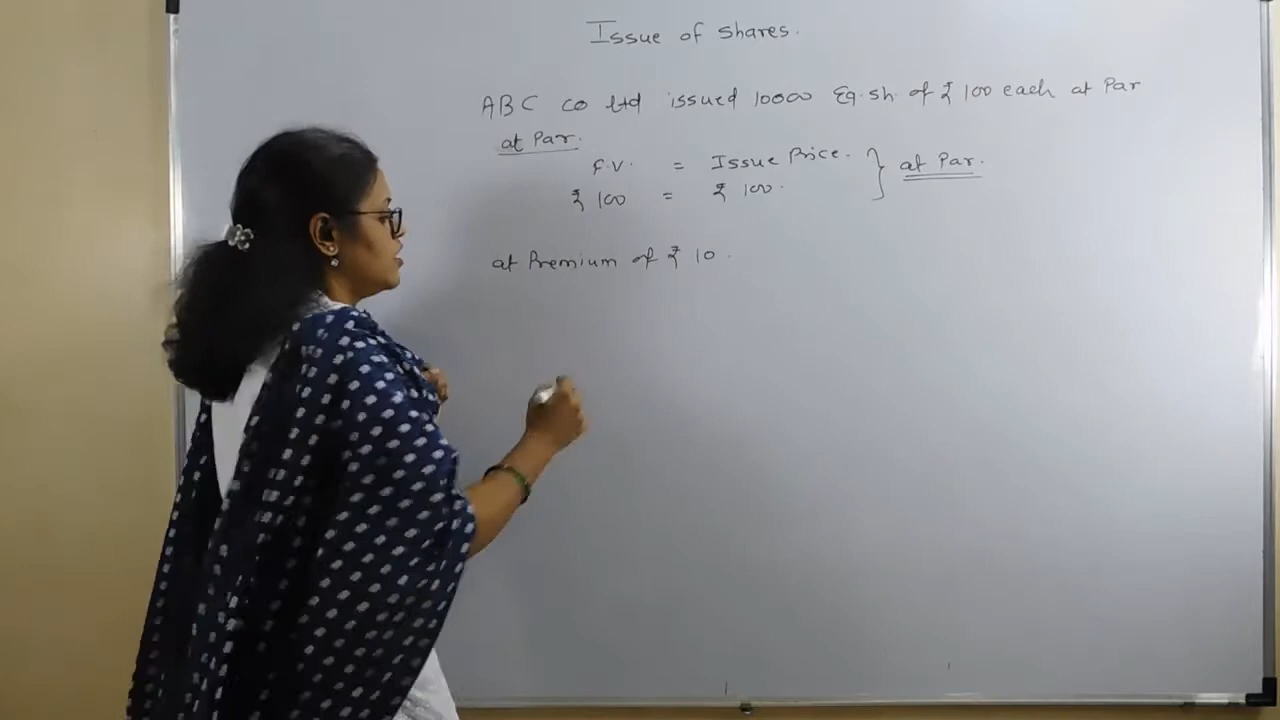 Issue of shares.
ABC co ltd issued 10000 Eq.sh. of ₹ 100 each at Par
at Par.
F.V. = Issue Price. } at Par.
₹ 100 = ₹ 100.
at Premium of ₹ 10.